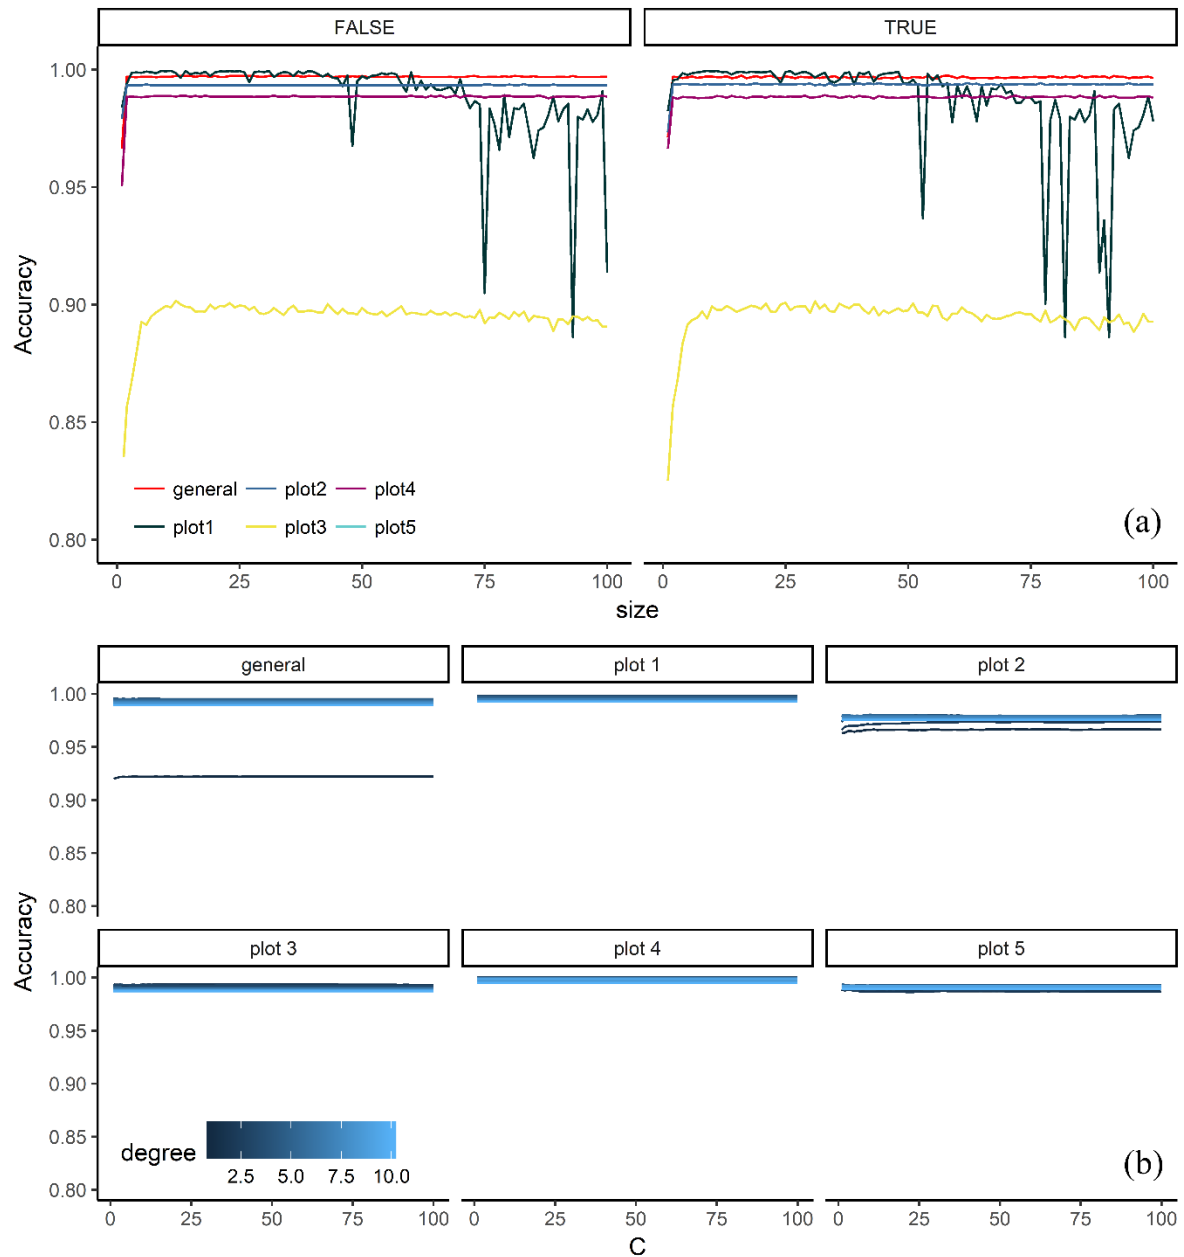 FALSE TRUE
1.00
0.95
0.90
0.85
0.80
Accuracy
general plot2 plot4
plot1 plot3 plot5
(a)
0 25 50 75 100 0 25 50 75 100
size
general plot 1 plot 2
1.00
0.95
0.90
0.85
0.80
Accuracy
plot 3 plot 4 plot 5
1.00
0.95
0.90
0.85
0.80
degree
2.5 5.0 7.5 10.0
(b)
0 25 50 75 100 0 25 50 75 100 0 25 50 75 100
C